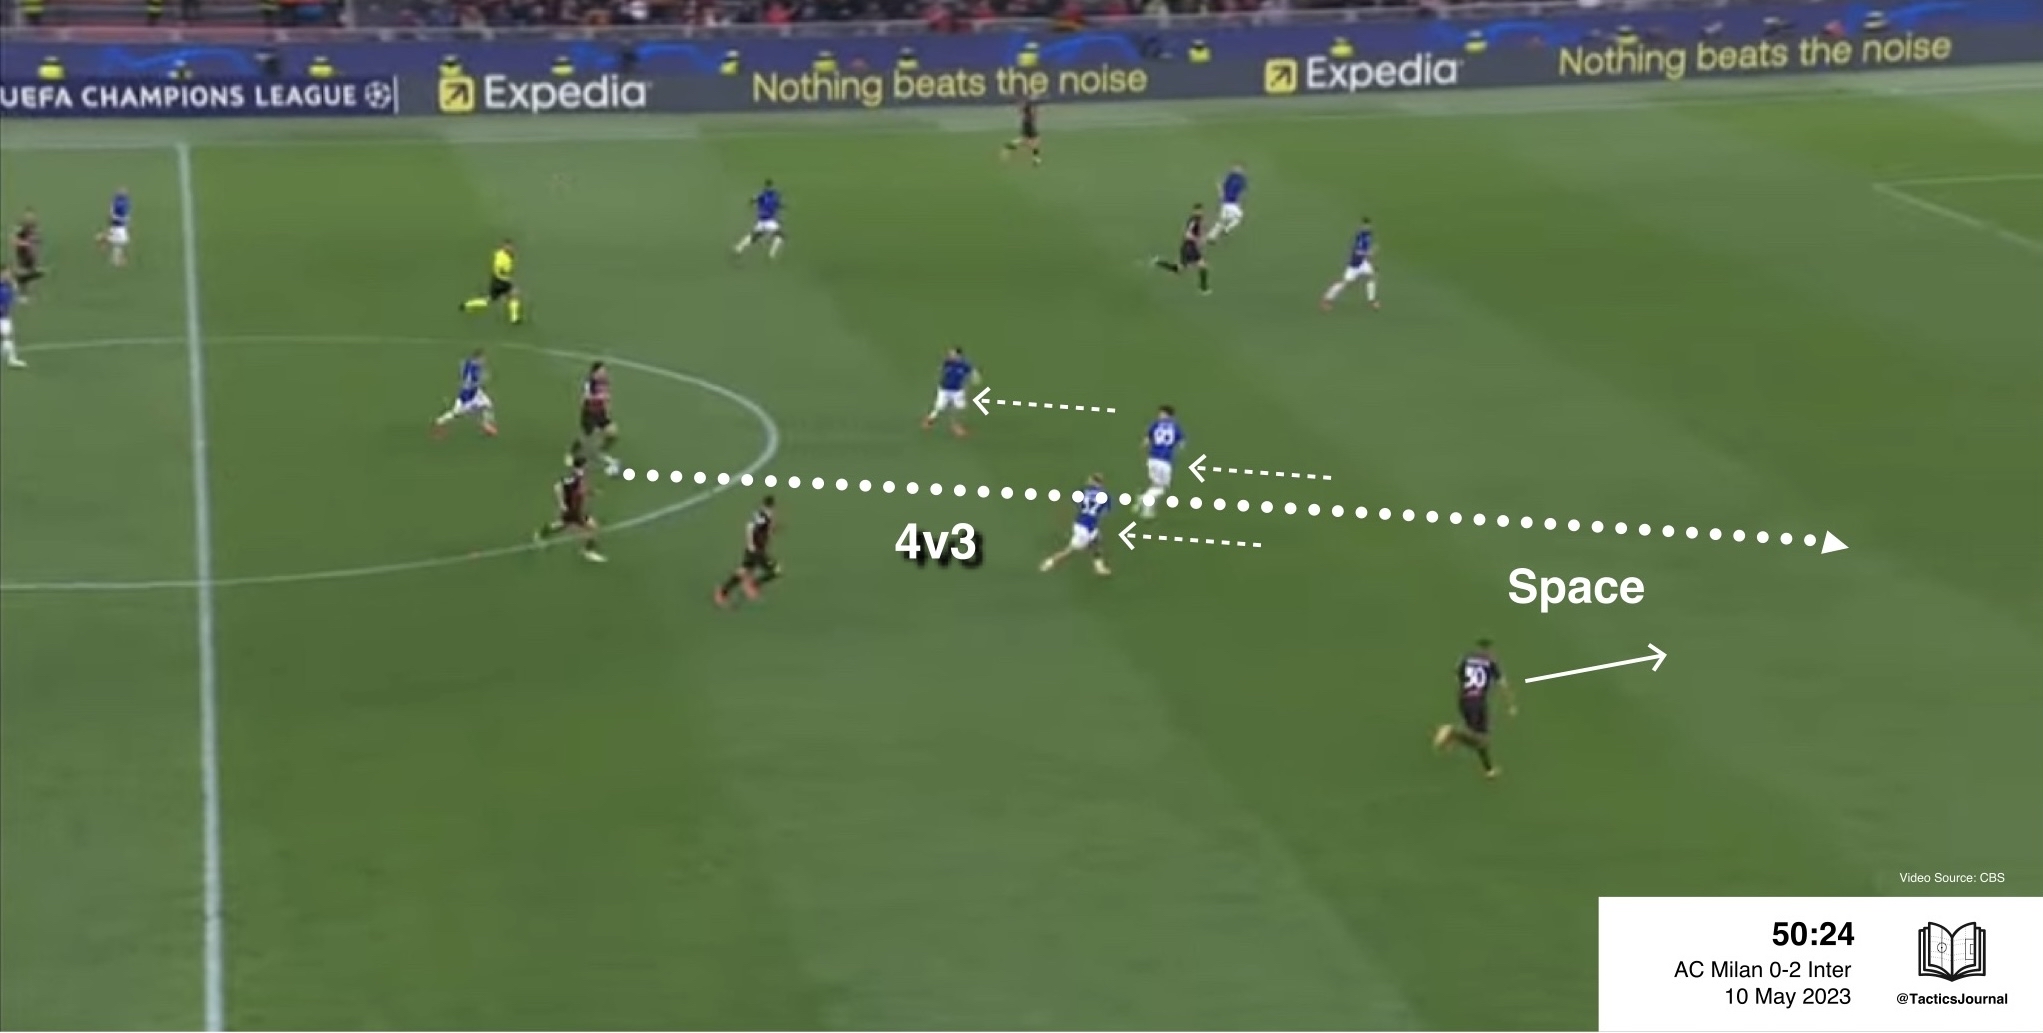 UEFA CHAMPIONS LEAGUE
Expedia
Nothing beats the noise
Expedia
Nothing beats the noise
4v3
Space
30
Video Source: CBS
50:24
AC Milan 0-2 Inter
10 May 2023
@TacticsJournal